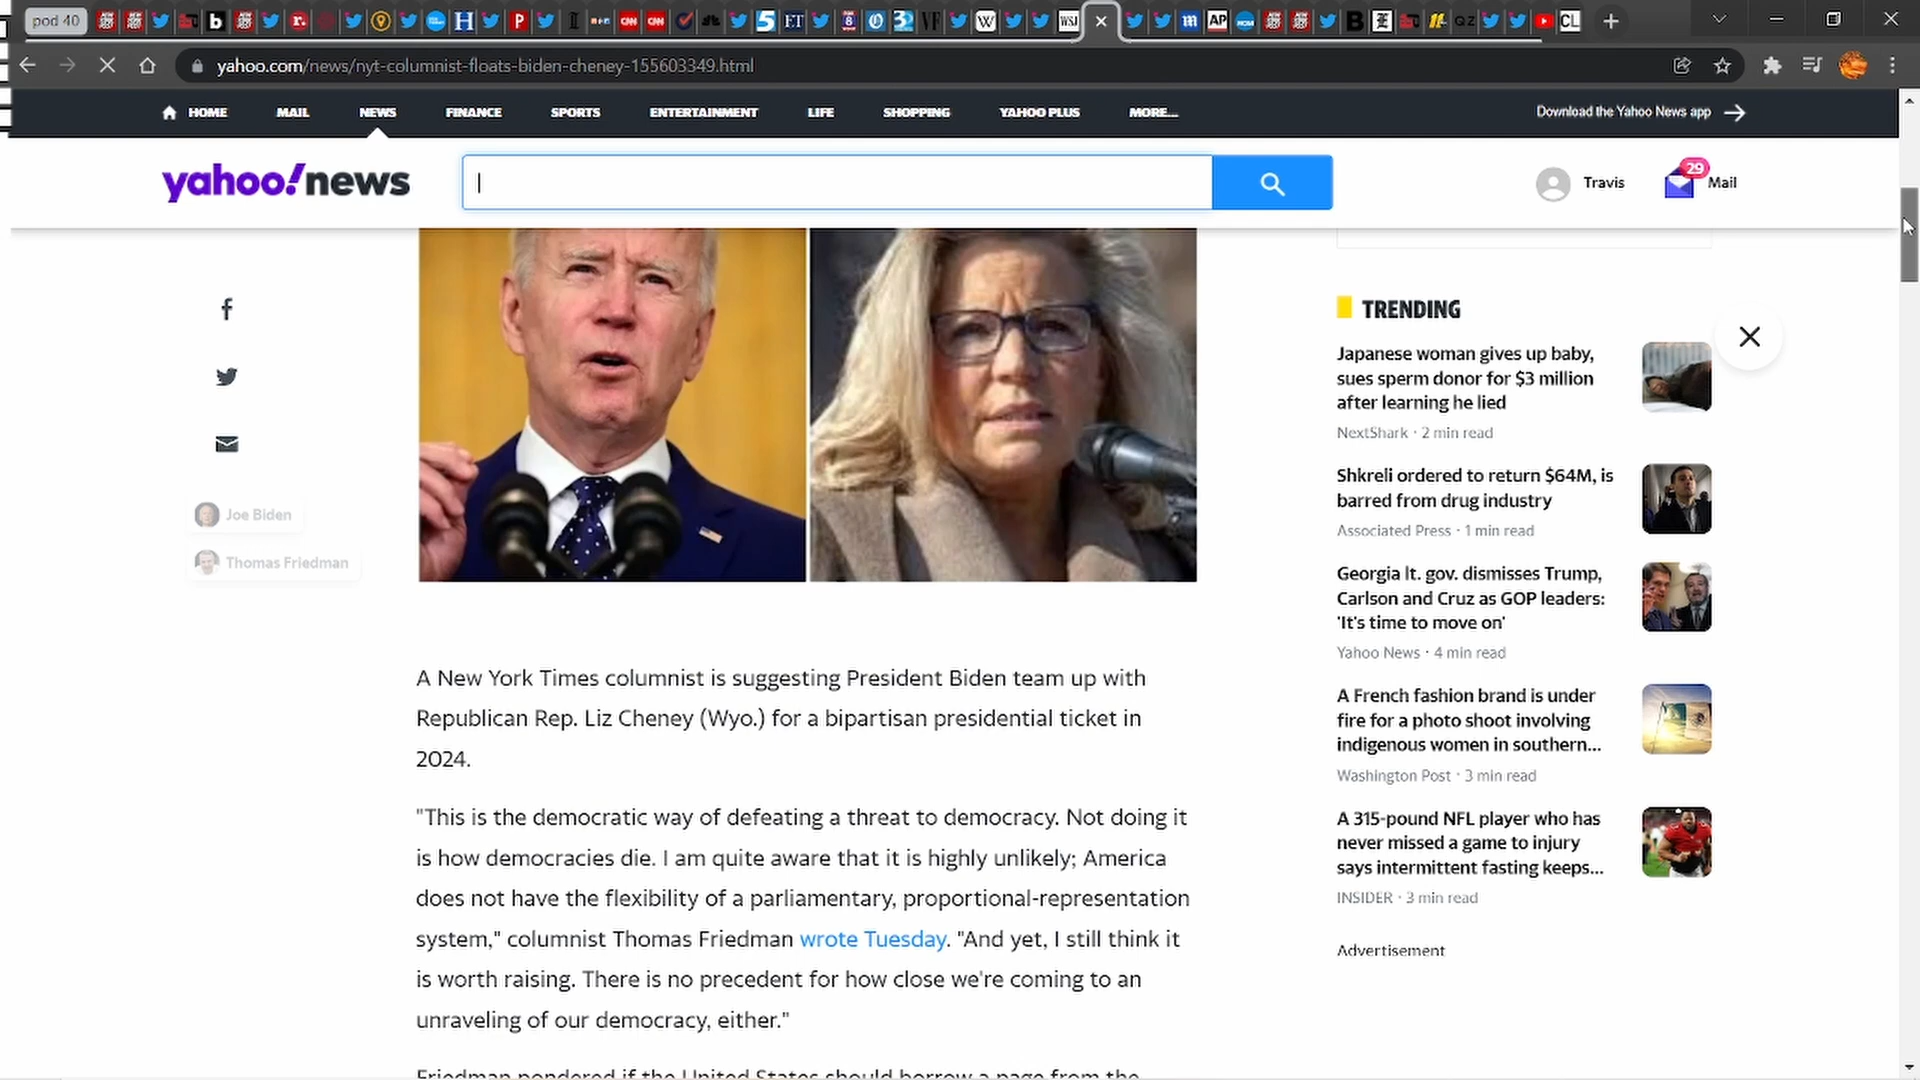 pod 40
yahoo.com/news/nyt-columnist-floats-biden-cheney-155603349.html
HOME MAIL NEWS FINANCE SPORTS ENTERTAINMENT LIFE SHOPPING YAHOO PLUS MORE... Download the Yahoo News app
yahoo!news
Travis
29
Mail
Joe Biden
Thomas Friedman
A New York Times columnist is suggesting President Biden team up with
Republican Rep. Liz Cheney (Wyo.) for a bipartisan presidential ticket in
2024.
"This is the democratic way of defeating a threat to democracy. Not doing it
is how democracies die. I am quite aware that it is highly unlikely; America
does not have the flexibility of a parliamentary, proportional-representation
system," columnist Thomas Friedman wrote Tuesday. "And yet, I still think it
is worth raising. There is no precedent for how close we're coming to an
unraveling of our democracy, either."
Friedman pondered if the United States should borrow a page from the
TRENDING
Japanese woman gives up baby,
sues sperm donor for $3 million
after learning he lied
NextShark · 2 min read
Shkreli ordered to return $64M, is
barred from drug industry
Associated Press · 1 min read
Georgia lt. gov. dismisses Trump,
Carlson and Cruz as GOP leaders:
'It's time to move on'
Yahoo News · 4 min read
A French fashion brand is under
fire for a photo shoot involving
indigenous women in southern...
Washington Post · 3 min read
A 315-pound NFL player who has
never missed a game to injury
says intermittent fasting keeps...
INSIDER · 3 min read
Advertisement